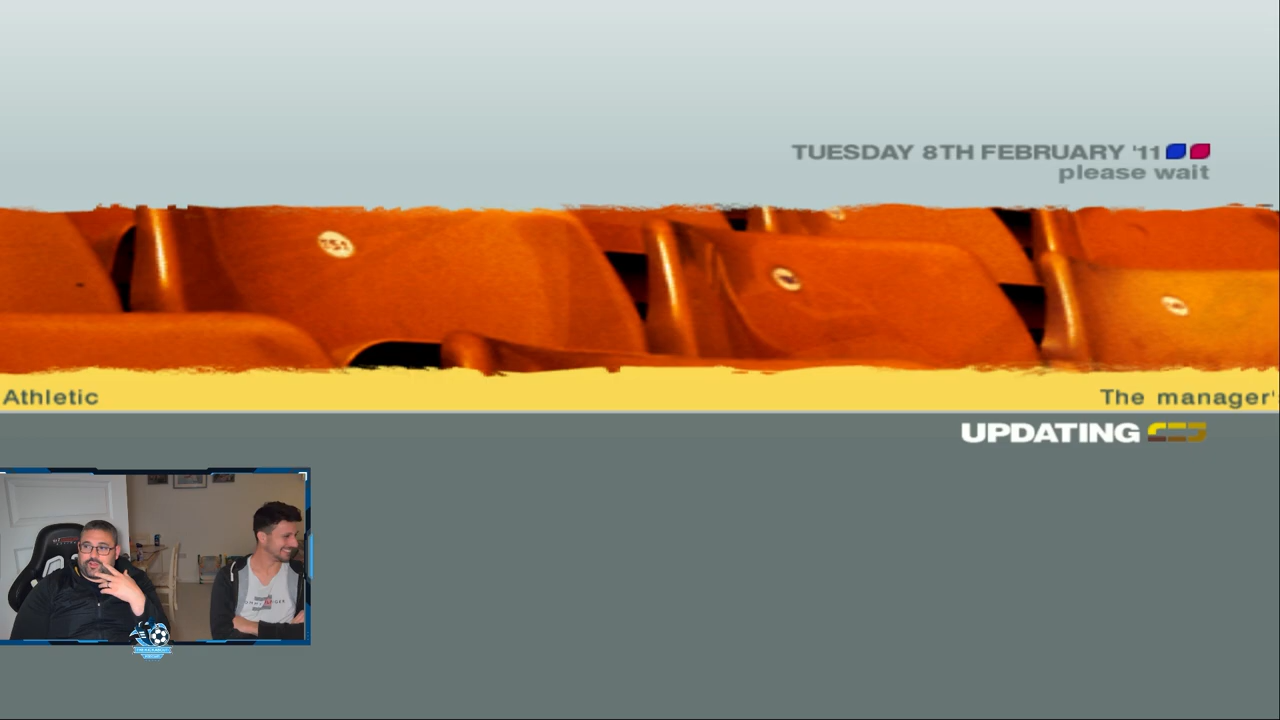 TUESDAY 8TH FEBRUARY '11
please wait
Athletic
The manager'
UPDATING